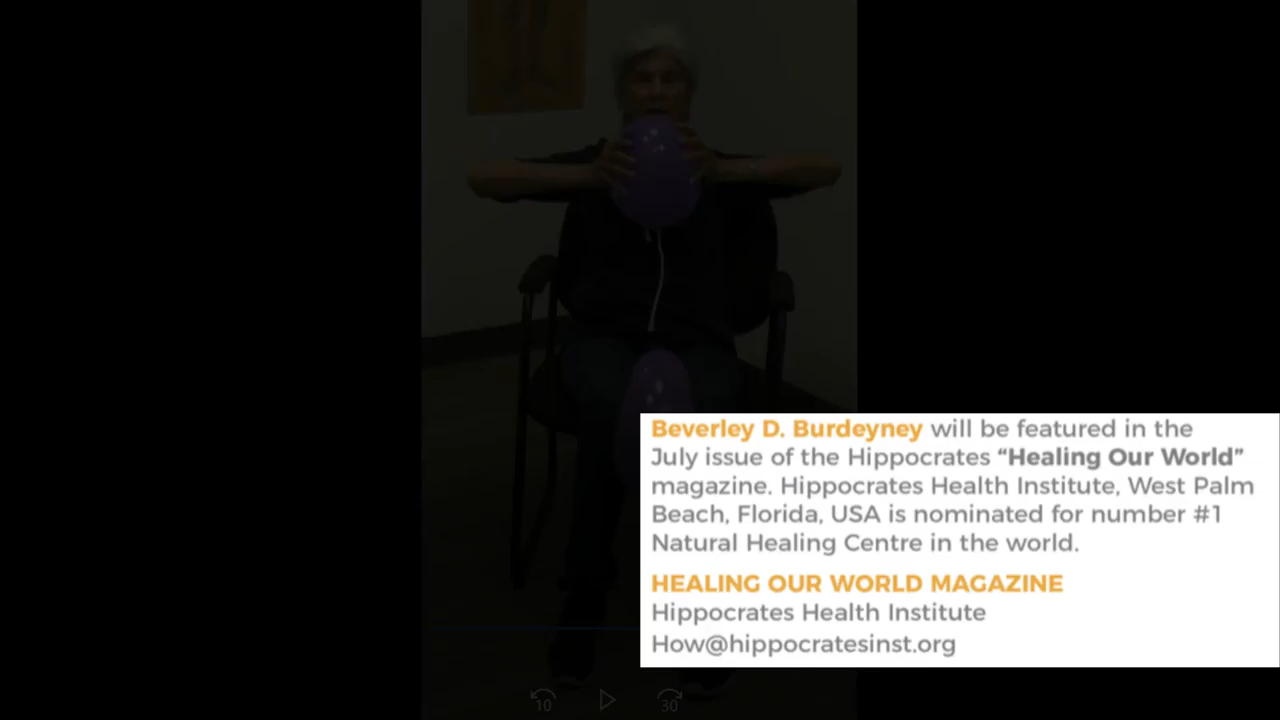 Beverley D. Burdeyney will be featured in the
July issue of the Hippocrates “Healing Our World”
magazine. Hippocrates Health Institute, West Palm
Beach, Florida, USA is nominated for number #1
Natural Healing Centre in the world.
HEALING OUR WORLD MAGAZINE
Hippocrates Health Institute
How@hippocratesinst.org
10 30